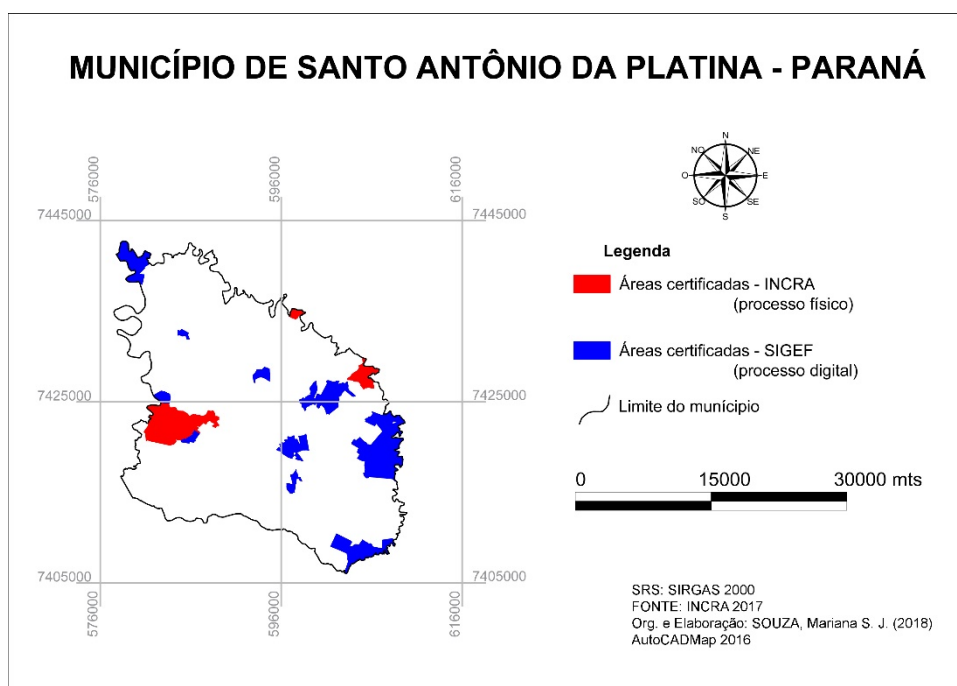 MUNICÍPIO DE SANTO ANTÔNIO DA PLATINA - PARANÁ
576000
596000
616000
N
NO
NE
O
E
SO
SE
S
7445000
7445000
Legenda
Áreas certificadas - INCRA
(processo físico)
Áreas certificadas - SIGEF
(processo digital)
7425000
7425000
Limite do munícipio
0
15000
30000 mts
7405000
7405000
576000
596000
616000
SRS: SIRGAS 2000
FONTE: INCRA 2017
Org. e Elaboração: SOUZA, Mariana S. J. (2018)
AutoCADMap 2016